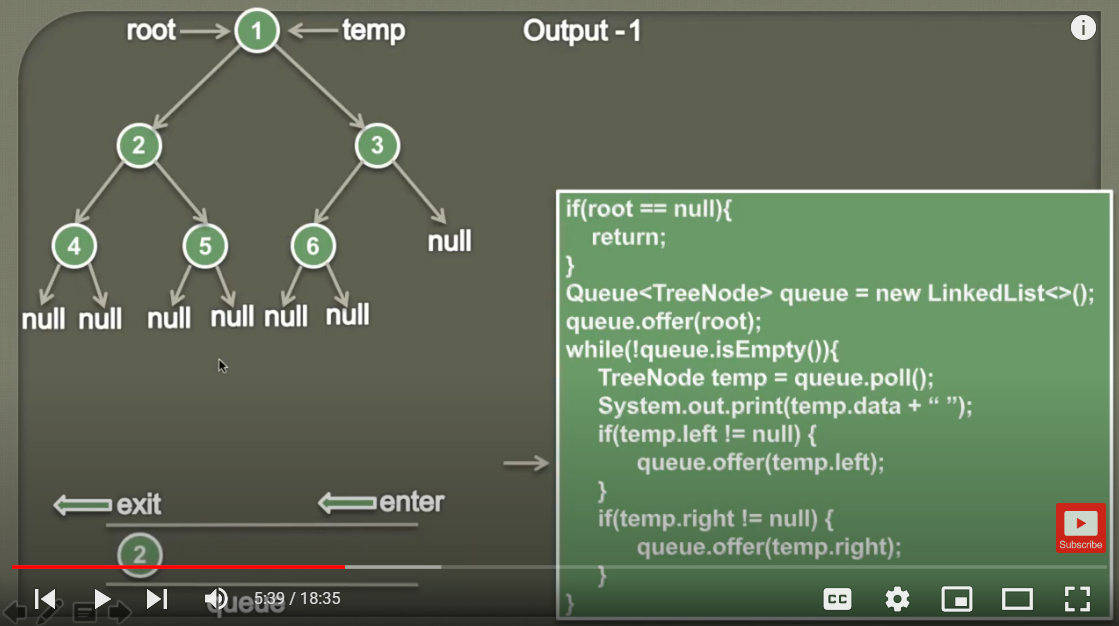 root 1 temp Output - 1
2 3
4 5 6 null
null null null null null null
if(root == null){
return;
}
Queue<TreeNode> queue = new LinkedList<>();
queue.offer(root);
while(!queue.isEmpty()){
TreeNode temp = queue.poll();
System.out.print(temp.data + “ ”);
if(temp.left != null) {
queue.offer(temp.left);
}
if(temp.right != null) {
queue.offer(temp.right);
}
}
exit enter
2
queue
Subscribe
5:39 / 18:35
CC
i